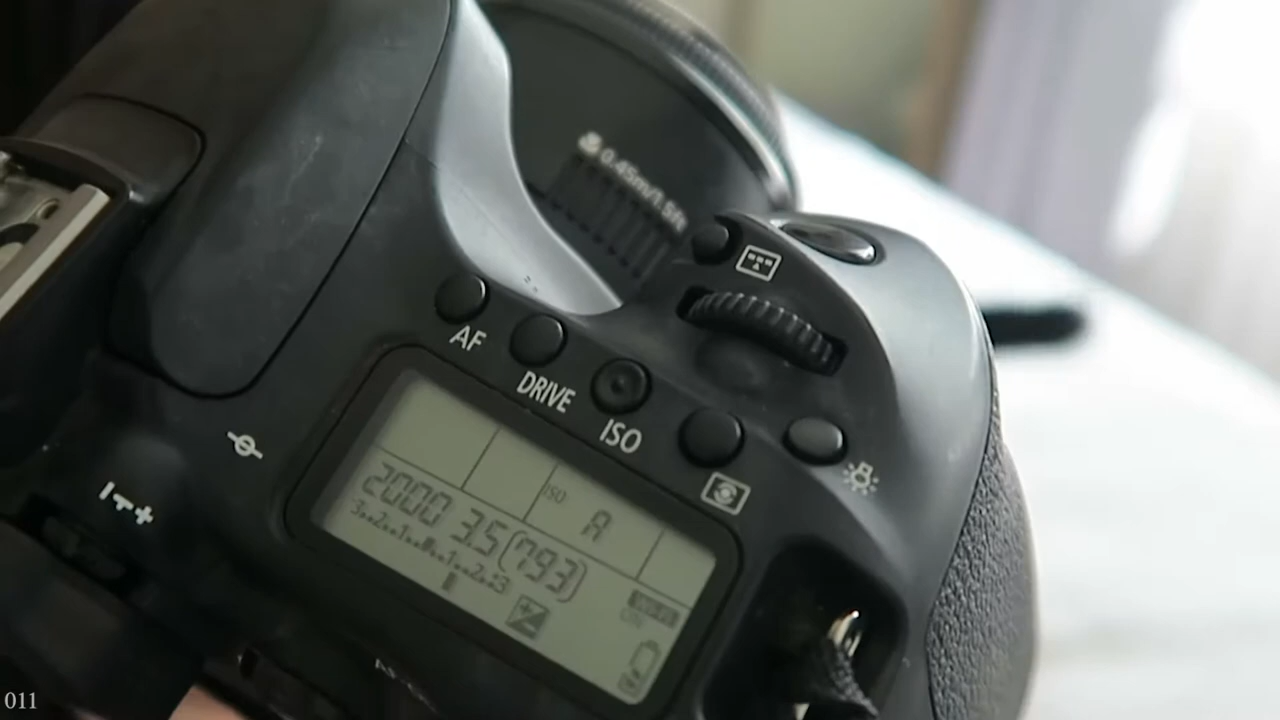 0.45m/1.5ft
AF
DRIVE
ISO
ISO
A
2000 3.5 (793)
3..2..1..0..1..2..3
011